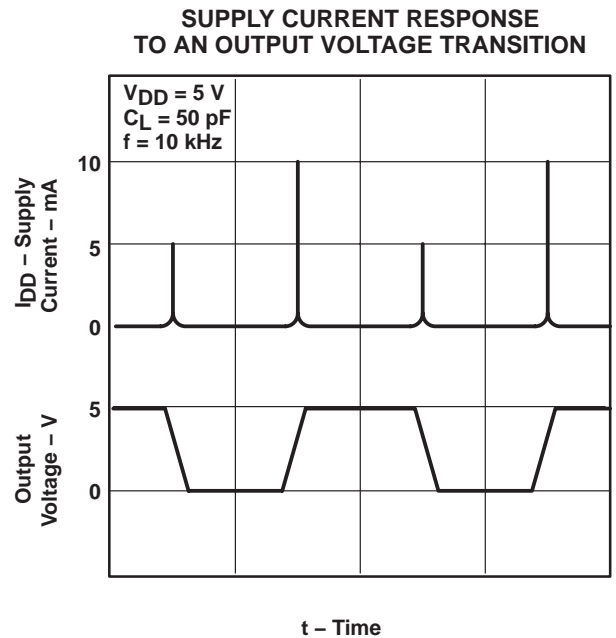 SUPPLY CURRENT RESPONSE
TO AN OUTPUT VOLTAGE TRANSITION
VDD = 5 V
CL = 50 pF
f = 10 kHz
IDD – Supply
Current – mA
10
5
0
Output
Voltage – V
5
0
t – Time